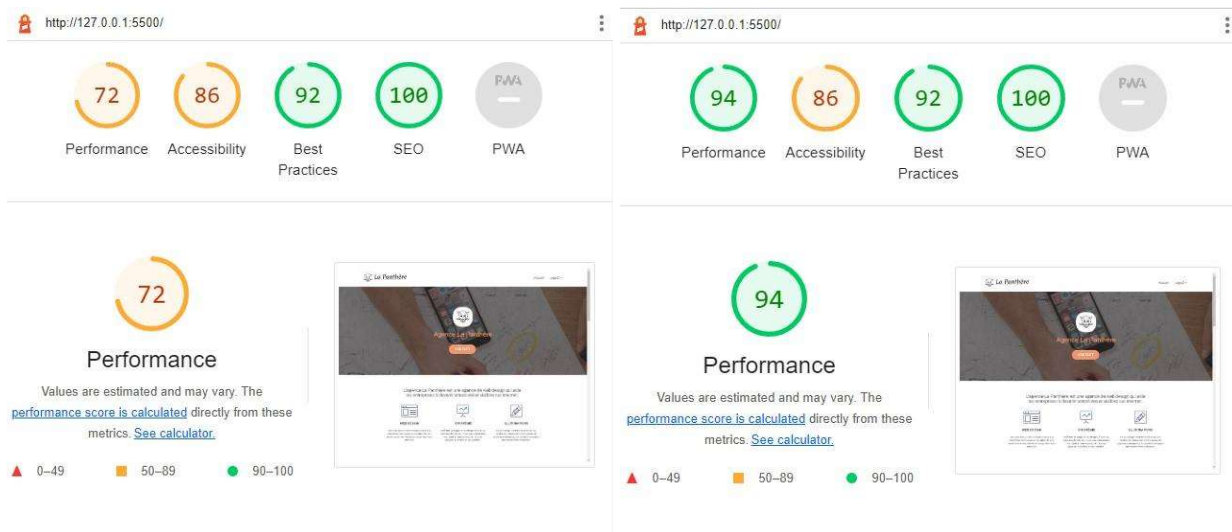 http://127.0.0.1:5500/
72
86
92
100
PWA
Performance
Accessibility
Best
Practices
SEO
PWA
72
Performance
Values are estimated and may vary. The
performance score is calculated directly from these
metrics. See calculator.
0–49
50–89
90–100
La Panthère
Agence La Panthère
CONTACT
http://127.0.0.1:5500/
94
86
92
100
PWA
Performance
Accessibility
Best
Practices
SEO
PWA
94
Performance
Values are estimated and may vary. The
performance score is calculated directly from these
metrics. See calculator.
0–49
50–89
90–100
La Panthère
Agence La Panthère
CONTACT